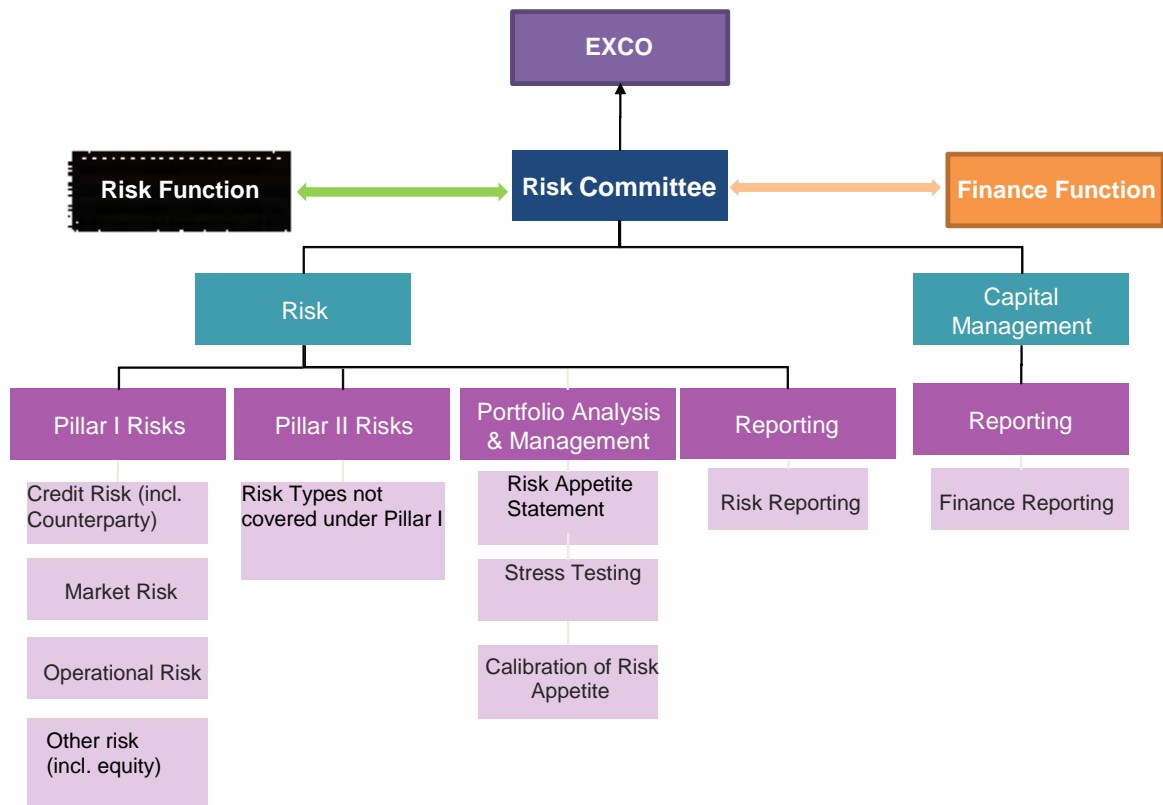 EXCO
Risk Function
Risk Committee
Finance Function
Risk
Capital
Management
Pillar I Risks
Pillar II Risks
Portfolio Analysis
& Management
Reporting
Reporting
Credit Risk (incl.
Counterparty)
Market Risk
Operational Risk
Other risk
(incl. equity)
Risk Types not
covered under Pillar I
Risk Appetite
Statement
Stress Testing
Calibration of Risk
Appetite
Risk Reporting
Finance Reporting